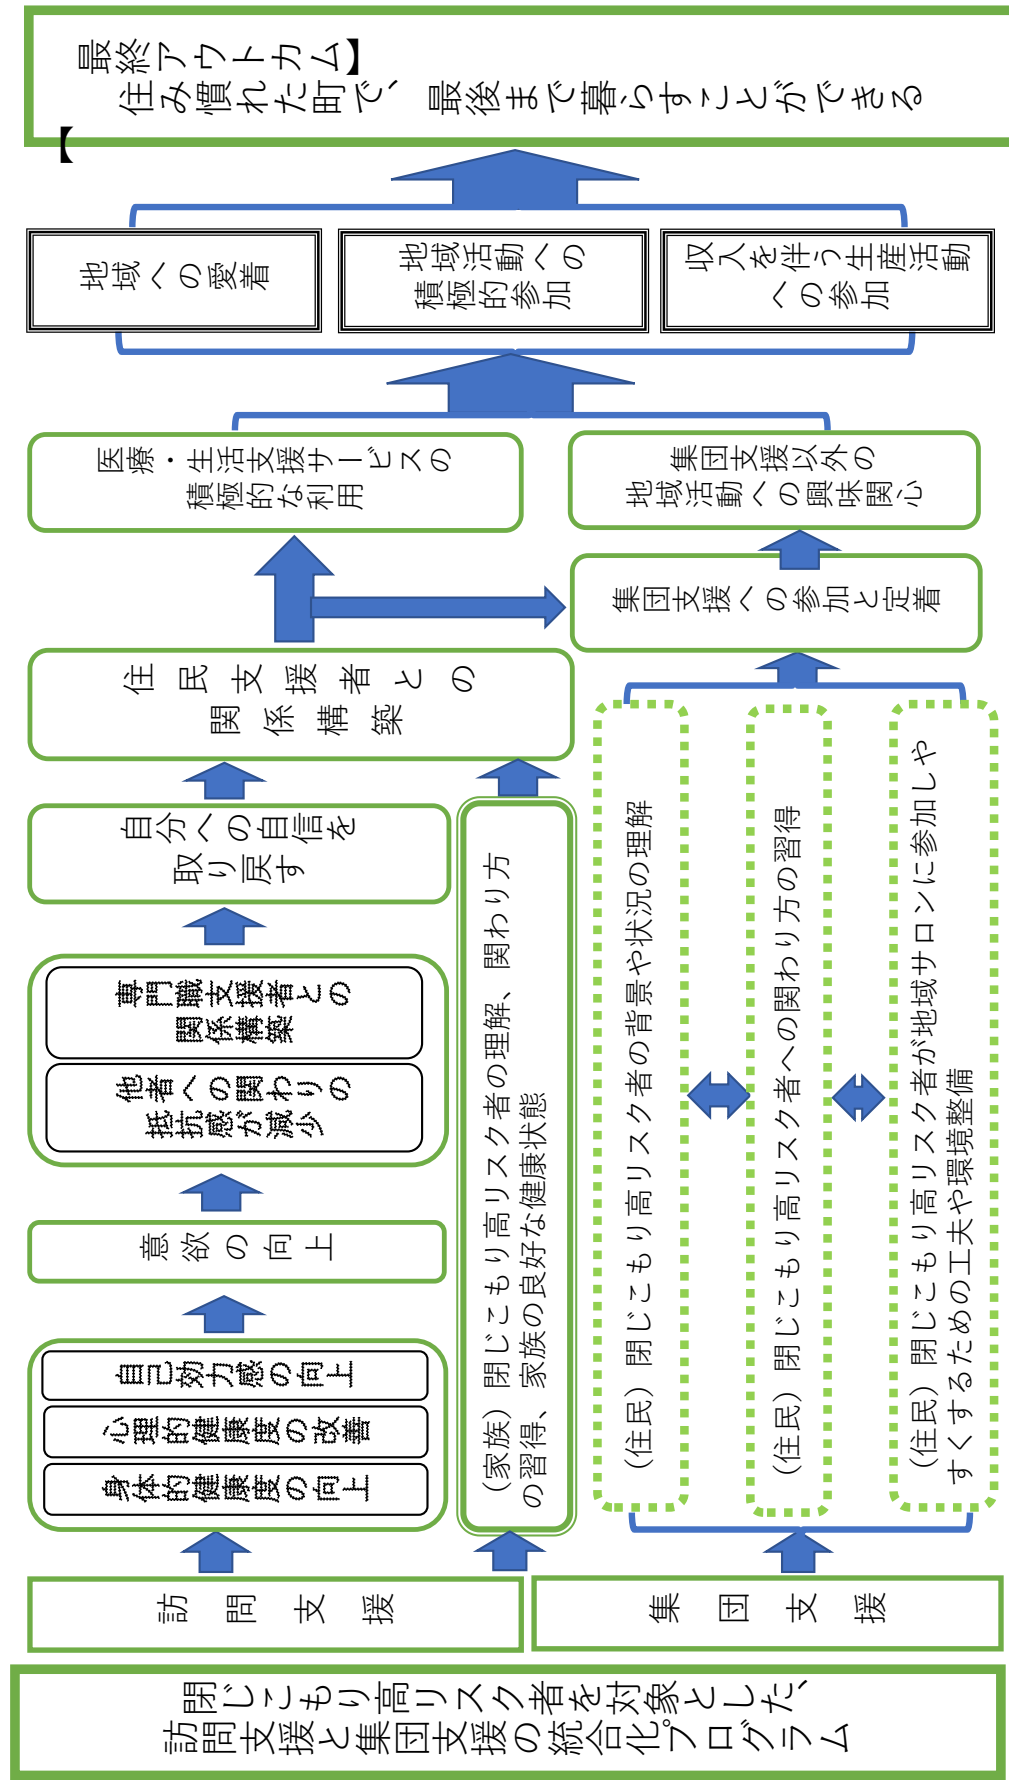 閉じこもり高リスク者を対象とした、
訪問支援と集団支援の統合化プログラム
訪問支援
集団支援
身体的健康度の向上
心理的健康度の改善
自己効力感の向上
意欲の向上
他者への関わりの
抵抗感が減少
専門職支援者との
関係構築
自分への自信を
取り戻す
(家族)閉じこもり高リスク者の理解、関わり方
の習得、家族の良好な健康状態
住民支援者との
関係構築
(住民)閉じこもり高リスク者の背景や状況の理解
(住民)閉じこもり高リスク者への関わり方の習得
(住民)閉じこもり高リスク者が地域サロンに参加しや
すくするための工夫や環境整備
集団支援への参加と定着
医療・生活支援サービスの
積極的な利用
集団支援以外の
地域活動への興味関心
地域への愛着
地域活動への
積極的参加
収入を伴う生産活動
への参加
【
最終アウトカム】
住み慣れた町で、最後まで暮らすことができる